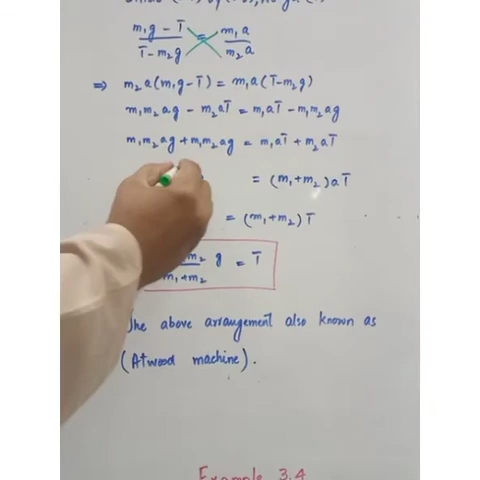 m₁g - T / T - m₂g = m₁a / m₂a
⇒ m₂a(m₁g-T) = m₁a(T-m₂g)
m₁m₂ag - m₂aT = m₁aT - m₁m₂ag
m₁m₂ag + m₁m₂ag = m₁aT + m₂aT
= (m₁+m₂)aT
= (m₁+m₂)T
m₂ / m₁+m₂ g = T
The above arrangement also known as
(Atwood machine).
Example 3.4